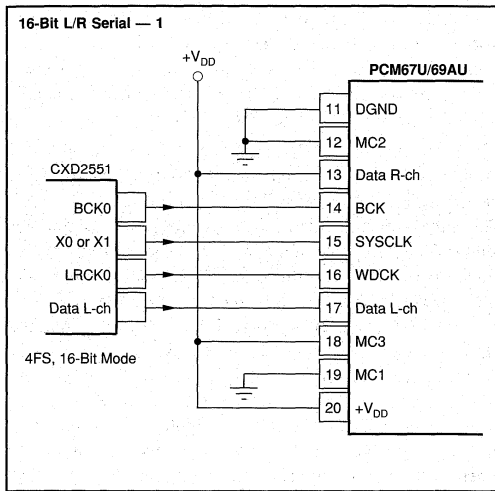 16-Bit L/R Serial — 1
+VDD
PCM67U/69AU
11 DGND
12 MC2
CXD2551
13 Data R-ch
BCK0 14 BCK
X0 or X1 15 SYSCLK
LRCK0 16 WDCK
Data L-ch 17 Data L-ch
18 MC3
4FS, 16-Bit Mode
19 MC1
20 +VDD